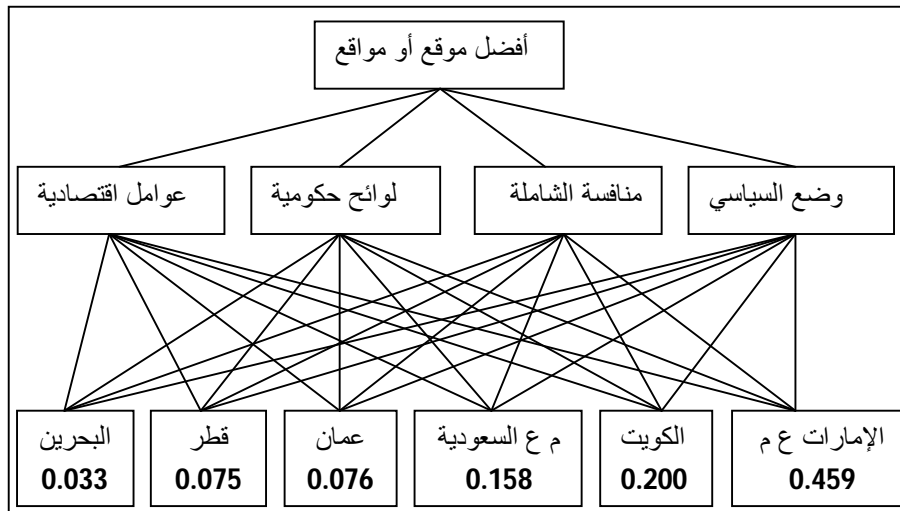 أفضل موقع أو مواقع
وضع السياسي
منافسة الشاملة
لوائح حكومية
عوامل اقتصادية
الإمارات ع م
0.459
الكويت
0.200
م ع السعودية
0.158
عمان
0.076
قطر
0.075
البحرين
0.033